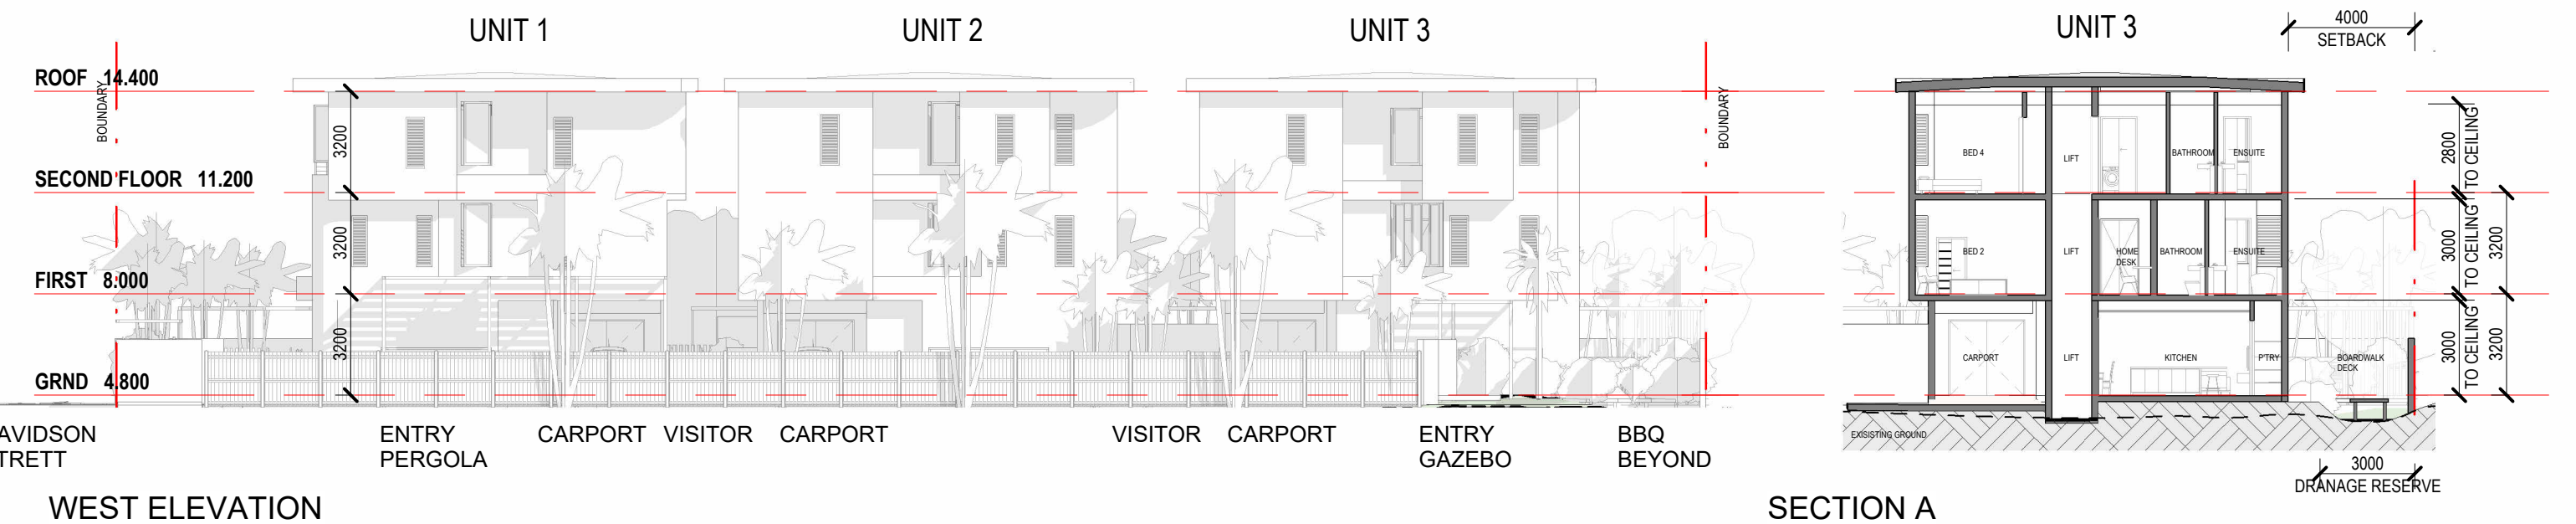 UNIT 1
UNIT 2
UNIT 3
ROOF 14.400
SECOND FLOOR 11.200
FIRST 8.000
GRND 4.800
BOUNDARY
3200
3200
3200
BOUNDARY
AVIDSON
TRETT
ENTRY
PERGOLA
CARPORT
VISITOR
CARPORT
VISITOR
CARPORT
ENTRY
GAZEBO
BBQ
BEYOND
WEST ELEVATION
UNIT 3
4000
SETBACK
BED 4
LIFT
BATHROOM
ENSUITE
2800
TO CEILING
BED 2
LIFT
HOME
DESK
BATHROOM
ENSUITE
3000
TO CEILING
3200
CARPORT
LIFT
KITCHEN
P'TRY
BOARDWALK
DECK
3000
TO CEILING
3200
EXISISTING GROUND
3000
DRANAGE RESERVE
SECTION A